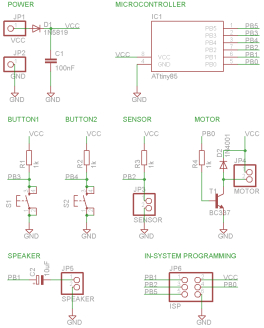 POWER
MICROCONTROLLER
JP1
D1
VCC
1N5819
VCC
JP2
C1
100nF
GND
GND
IC1
VCC
GND
VCC
GND
PB5
PB3
PB4
PB2
PB1
PB0
PB5
PB3
PB4
PB2
PB1
PB0
ATtiny85
BUTTON1
BUTTON2
SENSOR
MOTOR
VCC
VCC
VCC
PB0
VCC
R1
1k
R2
1k
R3
1k
R4
1k
D2
1N4001
JP4
MOTOR
PB3
PB4
PB2
S1
S2
JP3
SENSOR
T1
BC337
GND
GND
GND
GND
SPEAKER
IN-SYSTEM PROGRAMMING
PB1
C2
10uF
JP5
SPEAKER
GND
JP6
PB1
PB2
PB5
VCC
PB0
ISP
GND